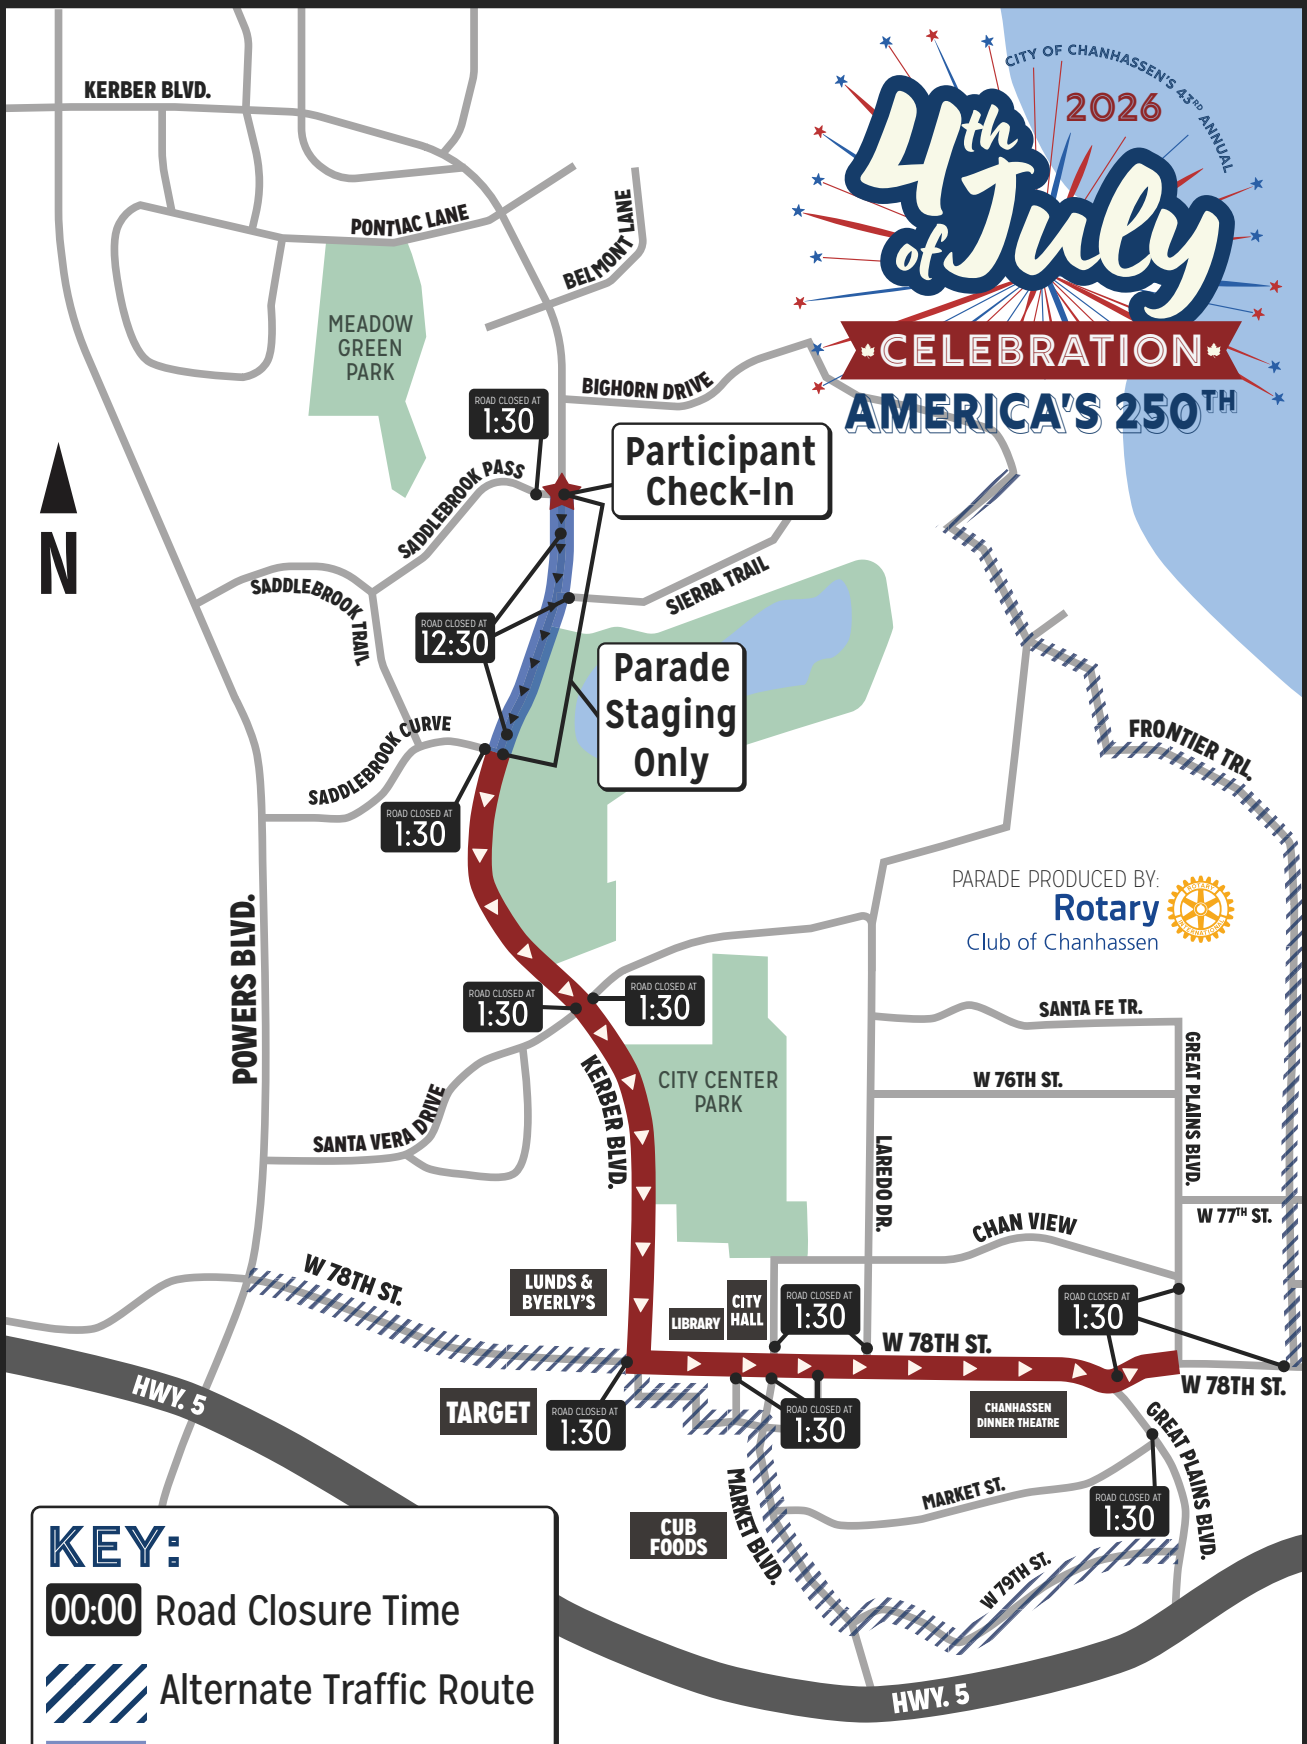 CITY OF CHANHASSEN'S 43RD ANNUAL
2026
4th
of July
CELEBRATION
AMERICA'S 250TH
KERBER BLVD.
PONTIAC LANE
BELMONT LANE
MEADOW
GREEN
PARK
BIGHORN DRIVE
ROAD CLOSED AT
1:30
Participant
Check-In
SADDLEBROOK PASS
N
SADDLEBROOK TRAIL
SIERRA TRAIL
ROAD CLOSED AT
12:30
Parade
Staging
Only
SADDLEBROOK CURVE
FRONTIER TRL.
ROAD CLOSED AT
1:30
PARADE PRODUCED BY:
Rotary
Club of Chanhassen
ROTARY
INTERNATIONAL
POWERS BLVD.
ROAD CLOSED AT
1:30
ROAD CLOSED AT
1:30
SANTA FE TR.
GREAT PLAINS BLVD.
KERBER BLVD.
CITY CENTER
PARK
W 76TH ST.
SANTA VERA DRIVE
LAREDO DR.
W 77TH ST.
CHAN VIEW
W 78TH ST.
LUNDS &
BYERLY'S
LIBRARY
CITY
HALL
ROAD CLOSED AT
1:30
ROAD CLOSED AT
1:30
W 78TH ST.
W 78TH ST.
HWY. 5
TARGET
ROAD CLOSED AT
1:30
ROAD CLOSED AT
1:30
CHANHASSEN
DINNER THEATRE
GREAT PLAINS BLVD.
MARKET BLVD.
MARKET ST.
ROAD CLOSED AT
1:30
CUB
FOODS
W 79TH ST.
HWY. 5
KEY:
00:00 Road Closure Time
Alternate Traffic Route